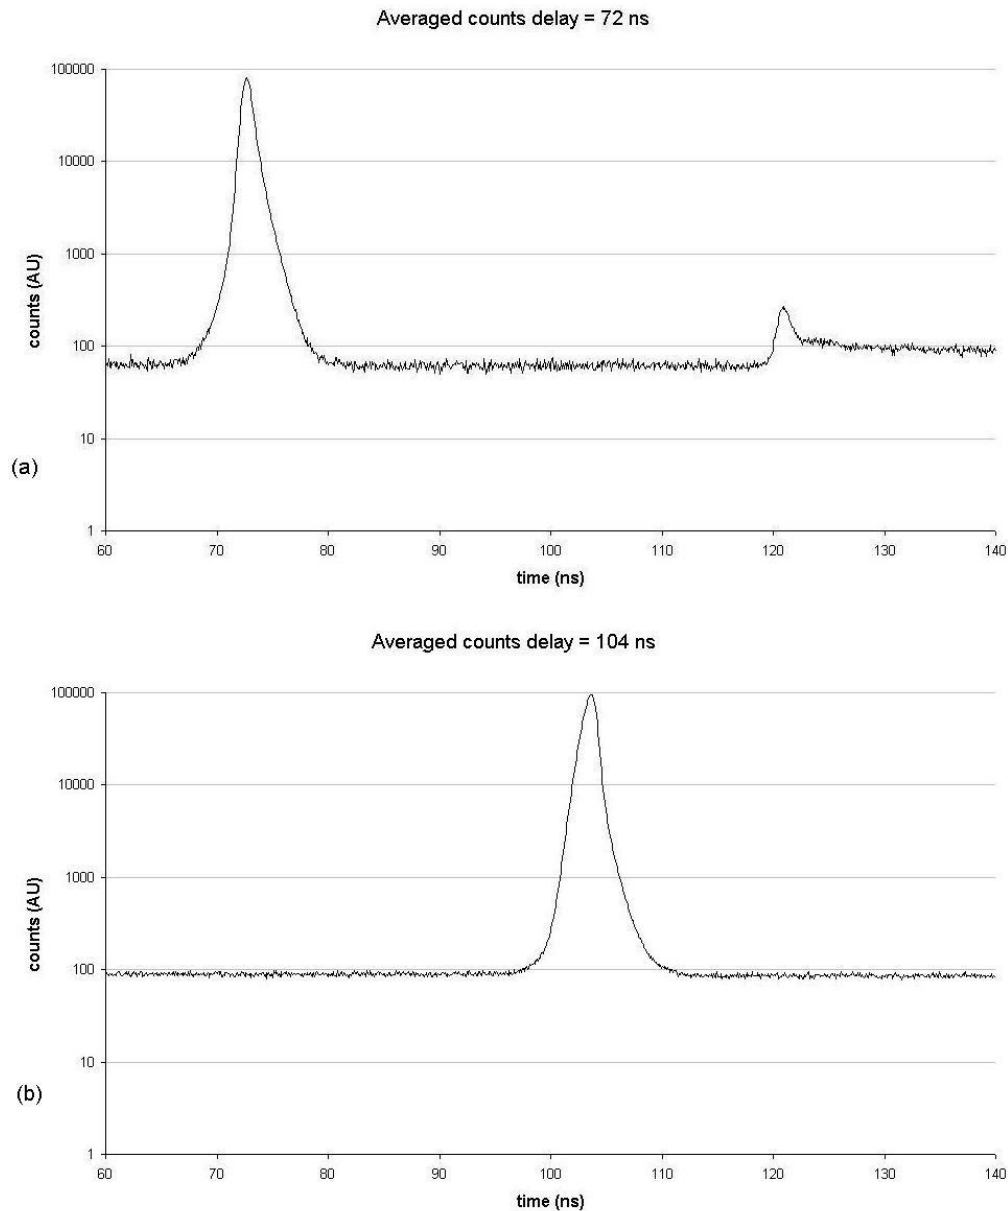 Averaged counts delay = 72 ns
100000
10000
1000
100
10
1
counts (AU)
(a)
60 70 80 90 100 110 120 130 140
time (ns)
Averaged counts delay = 104 ns
100000
10000
1000
100
10
1
counts (AU)
(b)
60 70 80 90 100 110 120 130 140
time (ns)